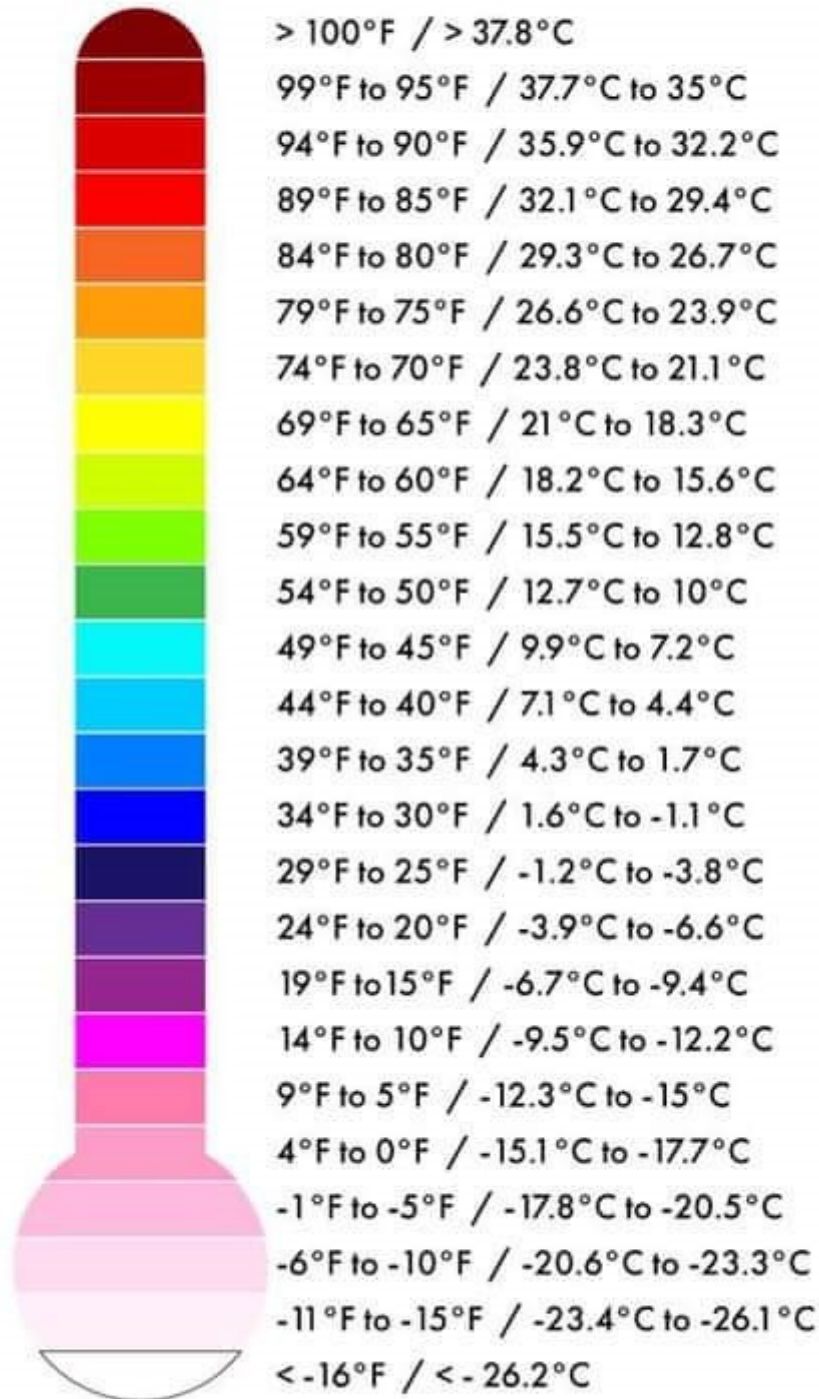 > 100°F / > 37.8°C
99°F to 95°F / 37.7°C to 35°C
94°F to 90°F / 35.9°C to 32.2°C
89°F to 85°F / 32.1°C to 29.4°C
84°F to 80°F / 29.3°C to 26.7°C
79°F to 75°F / 26.6°C to 23.9°C
74°F to 70°F / 23.8°C to 21.1°C
69°F to 65°F / 21°C to 18.3°C
64°F to 60°F / 18.2°C to 15.6°C
59°F to 55°F / 15.5°C to 12.8°C
54°F to 50°F / 12.7°C to 10°C
49°F to 45°F / 9.9°C to 7.2°C
44°F to 40°F / 7.1°C to 4.4°C
39°F to 35°F / 4.3°C to 1.7°C
34°F to 30°F / 1.6°C to -1.1°C
29°F to 25°F / -1.2°C to -3.8°C
24°F to 20°F / -3.9°C to -6.6°C
19°F to 15°F / -6.7°C to -9.4°C
14°F to 10°F / -9.5°C to -12.2°C
9°F to 5°F / -12.3°C to -15°C
4°F to 0°F / -15.1°C to -17.7°C
-1°F to -5°F / -17.8°C to -20.5°C
-6°F to -10°F / -20.6°C to -23.3°C
-11°F to -15°F / -23.4°C to -26.1°C
< -16°F / < - 26.2°C